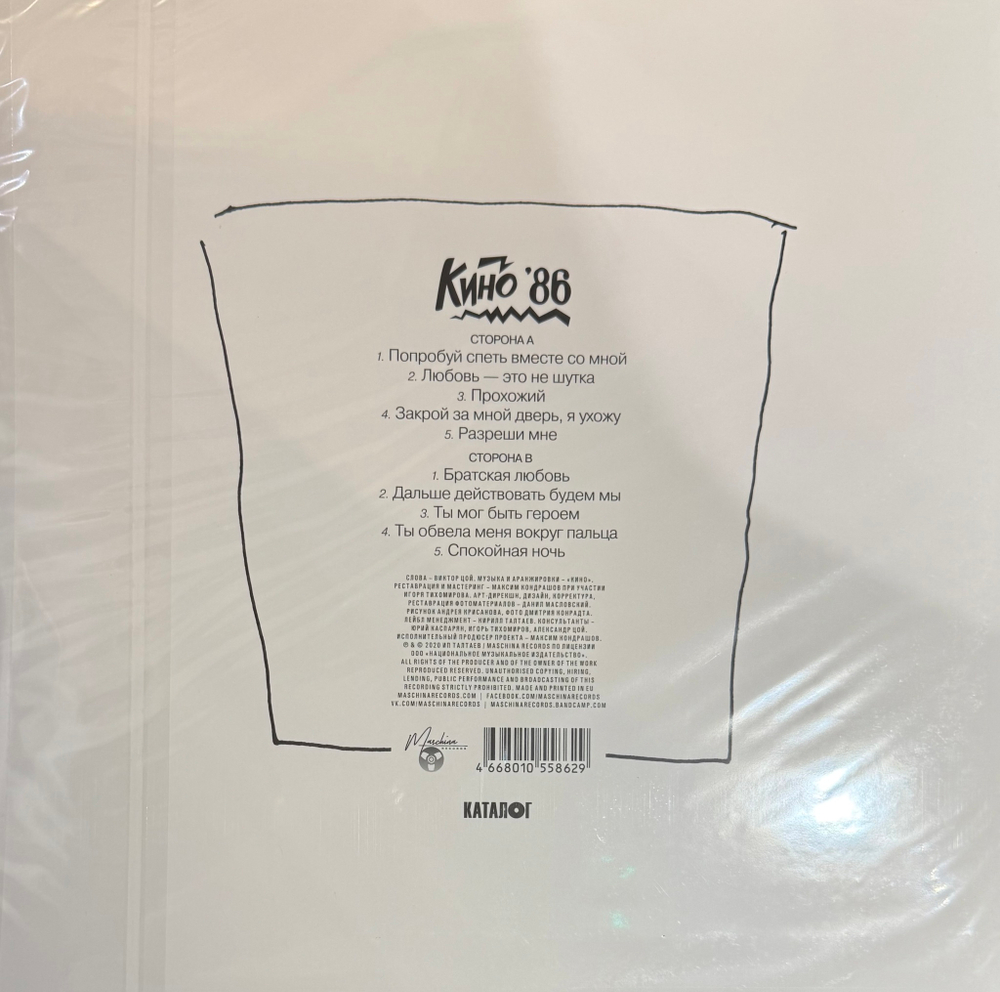 Кино '86
СТОРОНА A
1. Попробуй спеть вместе со мной
2. Любовь — это не шутка
3. Прохожий
4. Закрой за мной дверь, я ухожу
5. Разреши мне
СТОРОНА B
1. Братская любовь
2. Дальше действовать будем мы
3. Ты мог быть героем
4. Ты обвела меня вокруг пальца
5. Спокойная ночь
СЛОВА – ВИКТОР ЦОЙ. МУЗЫКА И АРАНЖИРОВКИ – «КИНО».
РЕСТАВРАЦИЯ И МАСТЕРИНГ – МАКСИМ КОНДРАШОВ ПРИ УЧАСТИИ
ИГОРЯ ТИХОМИРОВА. АРТ-ДИРЕКШН, ДИЗАЙН, КОРРЕКТУРА,
РЕСТАВРАЦИЯ ФОТОМАТЕРИАЛОВ – ДАНИЛ МАСЛОВСКИЙ.
РИСУНОК АНДРЕЯ КРИСАНОВА, ФОТО ДМИТРИЯ КОНРАДТА.
ЛЕЙБЛ МЕНЕДЖМЕНТ – КИРИЛЛ ТАЛТАЕВ. КОНСУЛЬТАНТЫ –
ЮРИЙ КАСПАРЯН, ИГОРЬ ТИХОМИРОВ, АЛЕКСАНДР ЦОЙ.
ИСПОЛНИТЕЛЬНЫЙ ПРОДЮСЕР ПРОЕКТА – МАКСИМ КОНДРАШОВ.
℗ & © 2020 ИП ТАЛТАЕВ / MASCHINA RECORDS ПО ЛИЦЕНЗИИ
ООО «НАЦИОНАЛЬНОЕ МУЗЫКАЛЬНОЕ ИЗДАТЕЛЬСТВО».
ALL RIGHTS OF THE PRODUCER AND OF THE OWNER OF THE WORK
REPRODUCED RESERVED. UNAUTHORISED COPYING, HIRING,
LENDING, PUBLIC PERFORMANCE AND BROADCASTING OF THIS
RECORDING STRICTLY PROHIBITED. MADE AND PRINTED IN EU
MASCHINARECORDS.COM | FACEBOOK.COM/MASCHINARECORDS
VK.COM/MASCHINARECORDS | MASCHINARECORDS.BANDCAMP.COM
Maschina
RECORDS
4 668010 558629
КАТАЛОГ